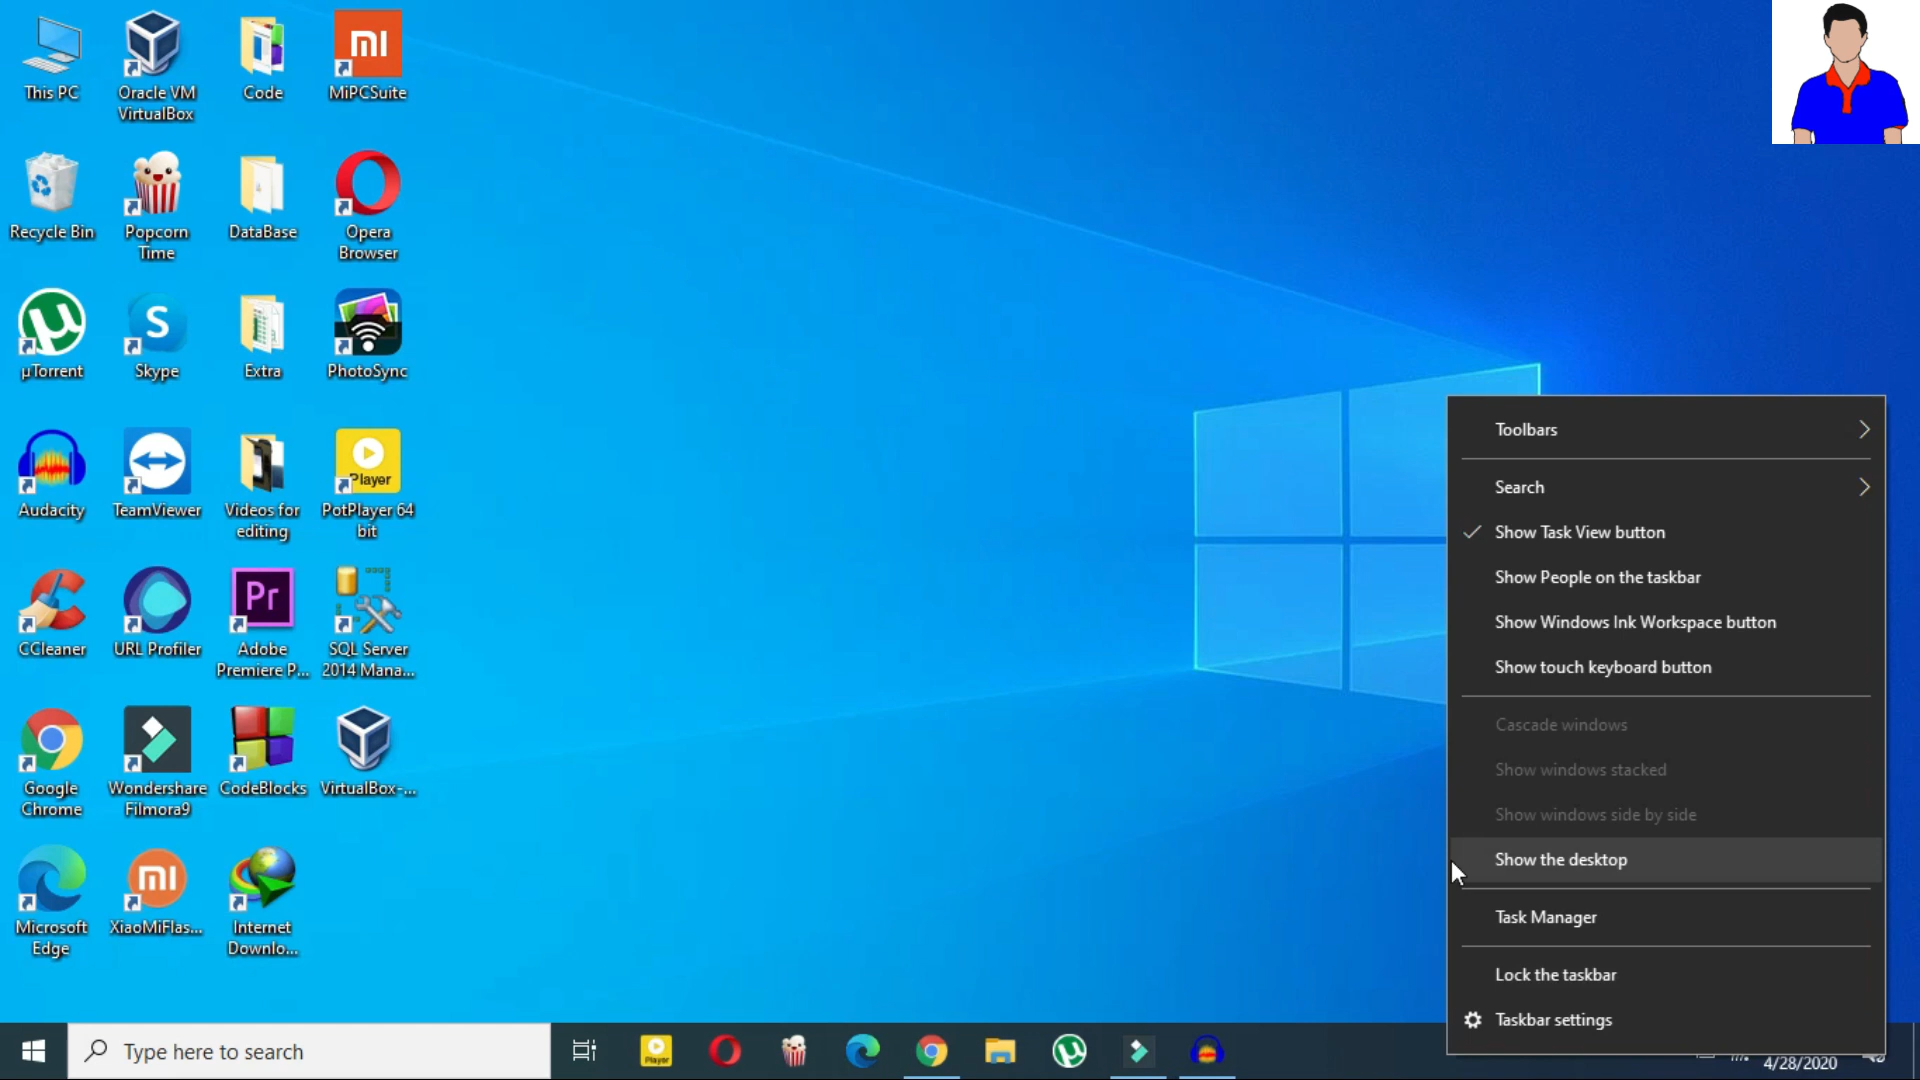 This PC
Oracle VM
VirtualBox
Code
MiPCSuite
Recycle Bin
Popcorn
Time
DataBase
Opera
Browser
µTorrent
Skype
Extra
PhotoSync
Audacity
TeamViewer
Videos for
editing
Player
PotPlayer 64
bit
CCleaner
URL Profiler
Pr
Adobe
Premiere P...
SQL Server
2014 Mana...
Google
Chrome
Wondershare
Filmora9
CodeBlocks
VirtualBox-...
Microsoft
Edge
XiaoMiFlas...
Internet
Downlo...
Toolbars
Search
Show Task View button
Show People on the taskbar
Show Windows Ink Workspace button
Show touch keyboard button
Cascade windows
Show windows stacked
Show windows side by side
Show the desktop
Task Manager
Lock the taskbar
Taskbar settings
Type here to search
Player
4/28/2020